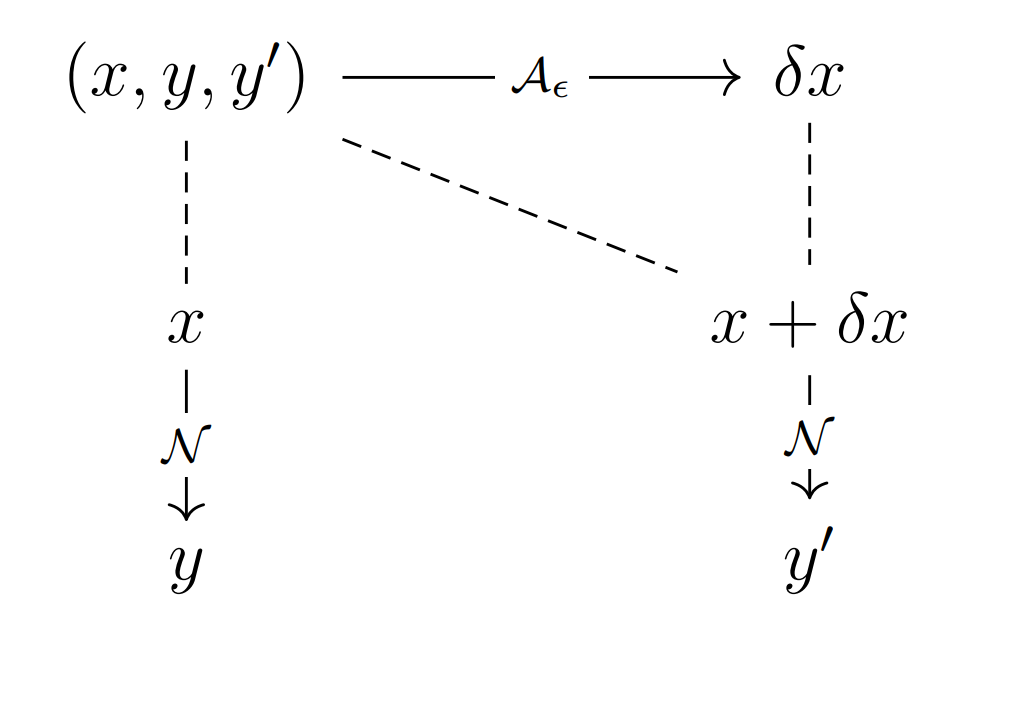 (x, y, y′) 𝒜_ϵ δx
x x + δx
𝒩 𝒩
y y′